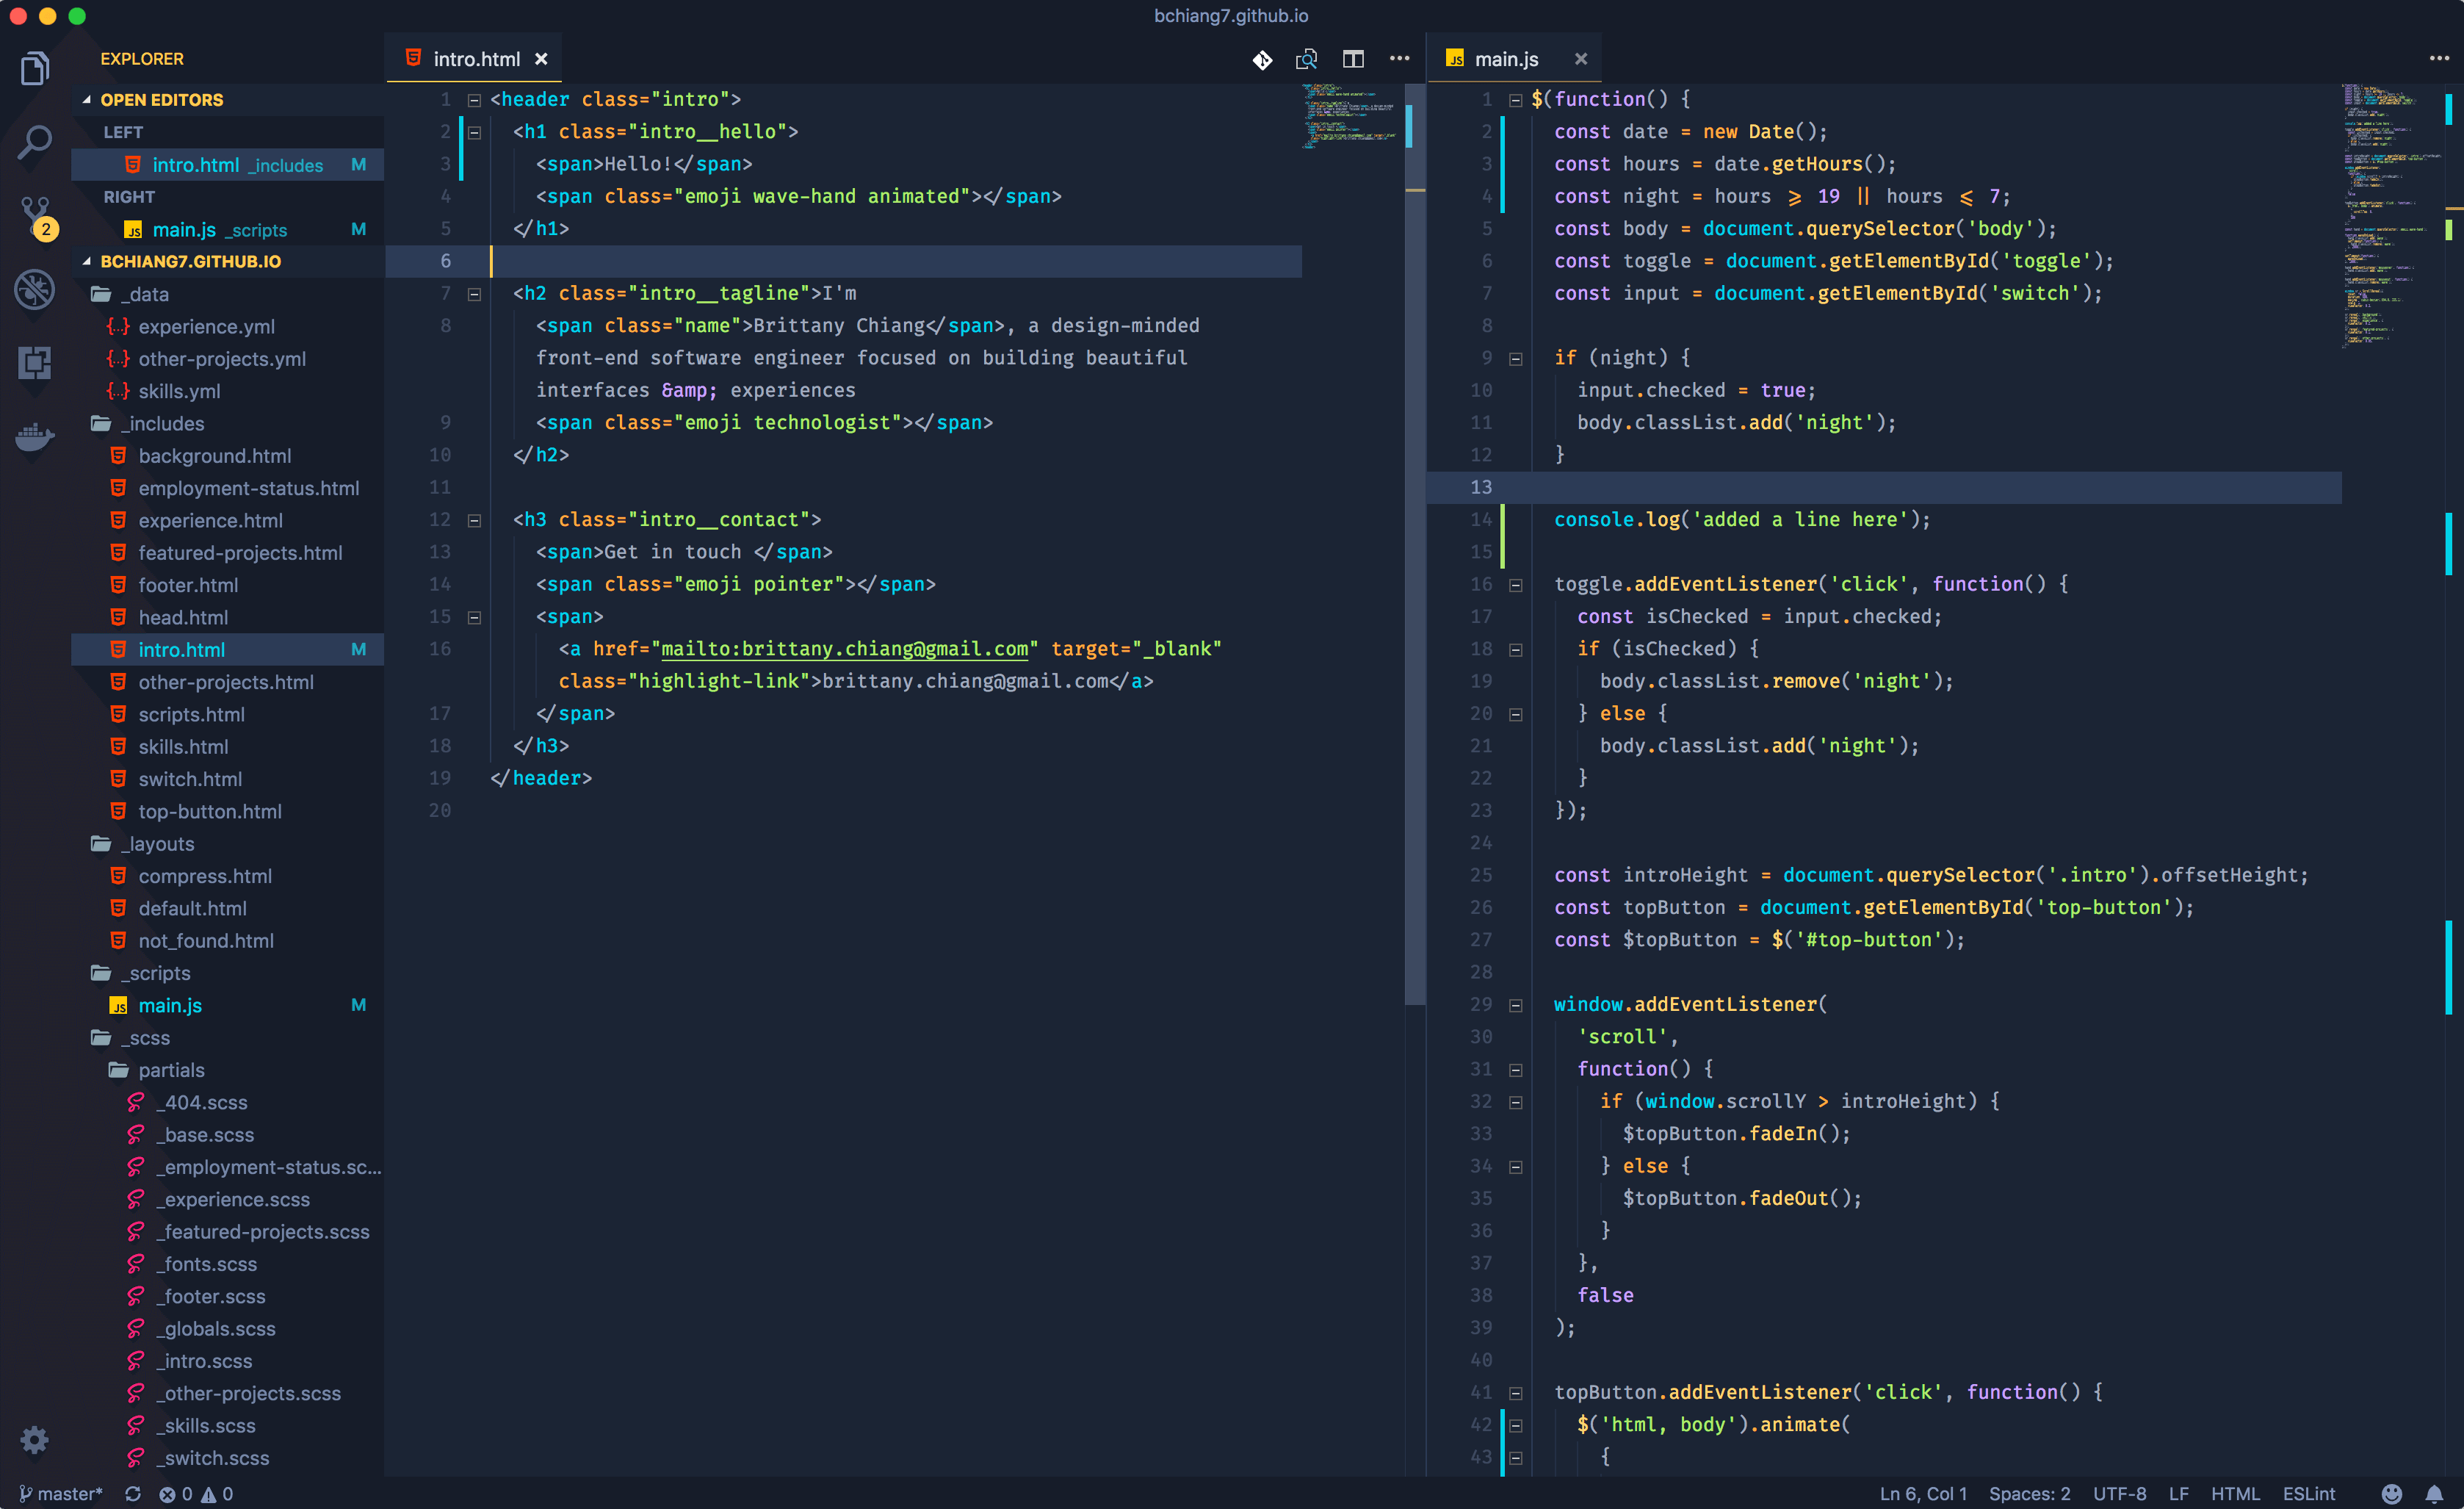 bchiang7.github.io
EXPLORER
OPEN EDITORS
LEFT
intro.html _includes M
RIGHT
main.js _scripts M
BCHIANG7.GITHUB.IO
_data
experience.yml
other-projects.yml
skills.yml
_includes
background.html
employment-status.html
experience.html
featured-projects.html
footer.html
head.html
intro.html M
other-projects.html
scripts.html
skills.html
switch.html
top-button.html
_layouts
compress.html
default.html
not_found.html
_scripts
main.js M
_scss
partials
_404.scss
_base.scss
_employment-status.sc...
_experience.scss
_featured-projects.scss
_fonts.scss
_footer.scss
_globals.scss
_intro.scss
_other-projects.scss
_skills.scss
_switch.scss
2
intro.html
1 <header class="intro">
2 <h1 class="intro__hello">
3 <span>Hello!</span>
4 <span class="emoji wave-hand animated"></span>
5 </h1>
6
7 <h2 class="intro__tagline">I'm
8 <span class="name">Brittany Chiang</span>, a design-minded
front-end software engineer focused on building beautiful
interfaces &amp; experiences
9 <span class="emoji technologist"></span>
10 </h2>
11
12 <h3 class="intro__contact">
13 <span>Get in touch </span>
14 <span class="emoji pointer"></span>
15 <span>
16 <a href="mailto:brittany.chiang@gmail.com" target="_blank"
class="highlight-link">brittany.chiang@gmail.com</a>
17 </span>
18 </h3>
19 </header>
20
JS main.js
1 $(function() {
2 const date = new Date();
3 const hours = date.getHours();
4 const night = hours ⩾ 19 || hours ⩽ 7;
5 const body = document.querySelector('body');
6 const toggle = document.getElementById('toggle');
7 const input = document.getElementById('switch');
8
9 if (night) {
10 input.checked = true;
11 body.classList.add('night');
12 }
13
14 console.log('added a line here');
15
16 toggle.addEventListener('click', function() {
17 const isChecked = input.checked;
18 if (isChecked) {
19 body.classList.remove('night');
20 } else {
21 body.classList.add('night');
22 }
23 });
24
25 const introHeight = document.querySelector('.intro').offsetHeight;
26 const topButton = document.getElementById('top-button');
27 const $topButton = $('#top-button');
28
29 window.addEventListener(
30 'scroll',
31 function() {
32 if (window.scrollY > introHeight) {
33 $topButton.fadeIn();
34 } else {
35 $topButton.fadeOut();
36 }
37 },
38 false
39 );
40
41 topButton.addEventListener('click', function() {
42 $('html, body').animate(
43 {
master* 0 0
Ln 6, Col 1 Spaces: 2 UTF-8 LF HTML ESLint